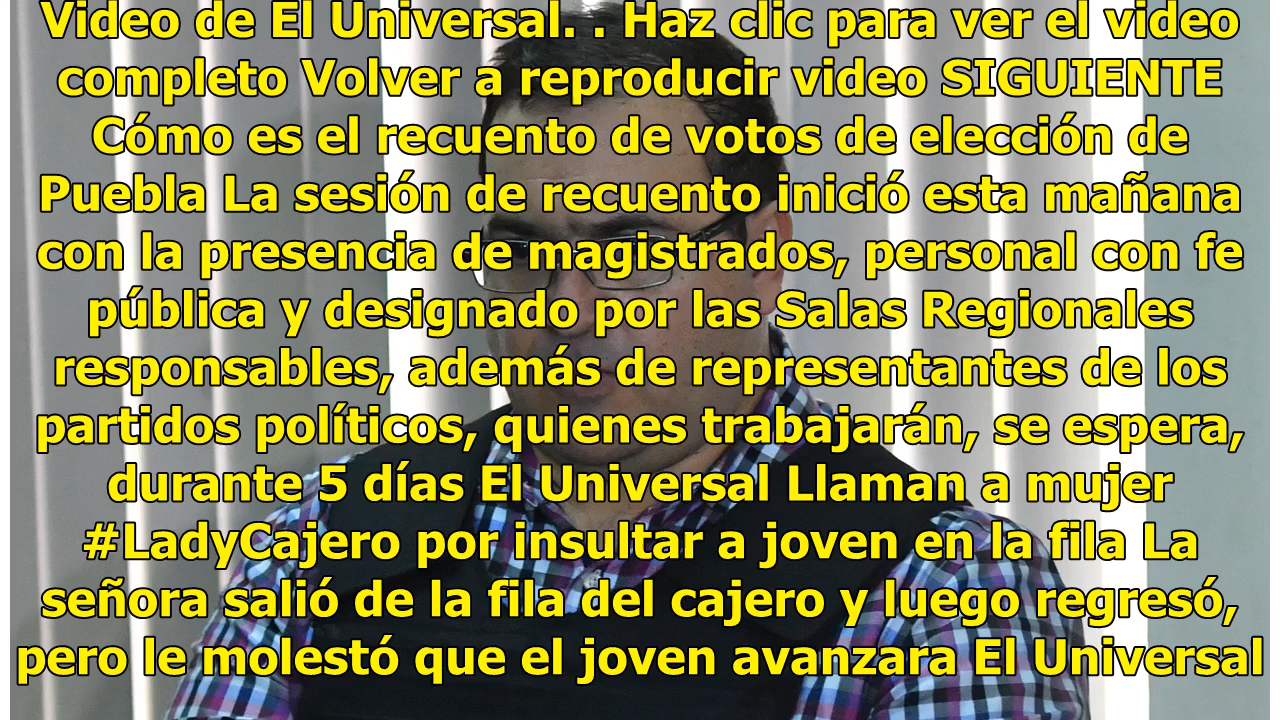 Video de El Universal. . Haz clic para ver el video
completo Volver a reproducir video SIGUIENTE
Cómo es el recuento de votos de elección de
Puebla La sesión de recuento inició esta mañana
con la presencia de magistrados, personal con fe
pública y designado por las Salas Regionales
responsables, además de representantes de los
partidos políticos, quienes trabajarán, se espera,
durante 5 días El Universal Llaman a mujer
#LadyCajero por insultar a joven en la fila La
señora salió de la fila del cajero y luego regresó,
pero le molestó que el joven avanzara El Universal